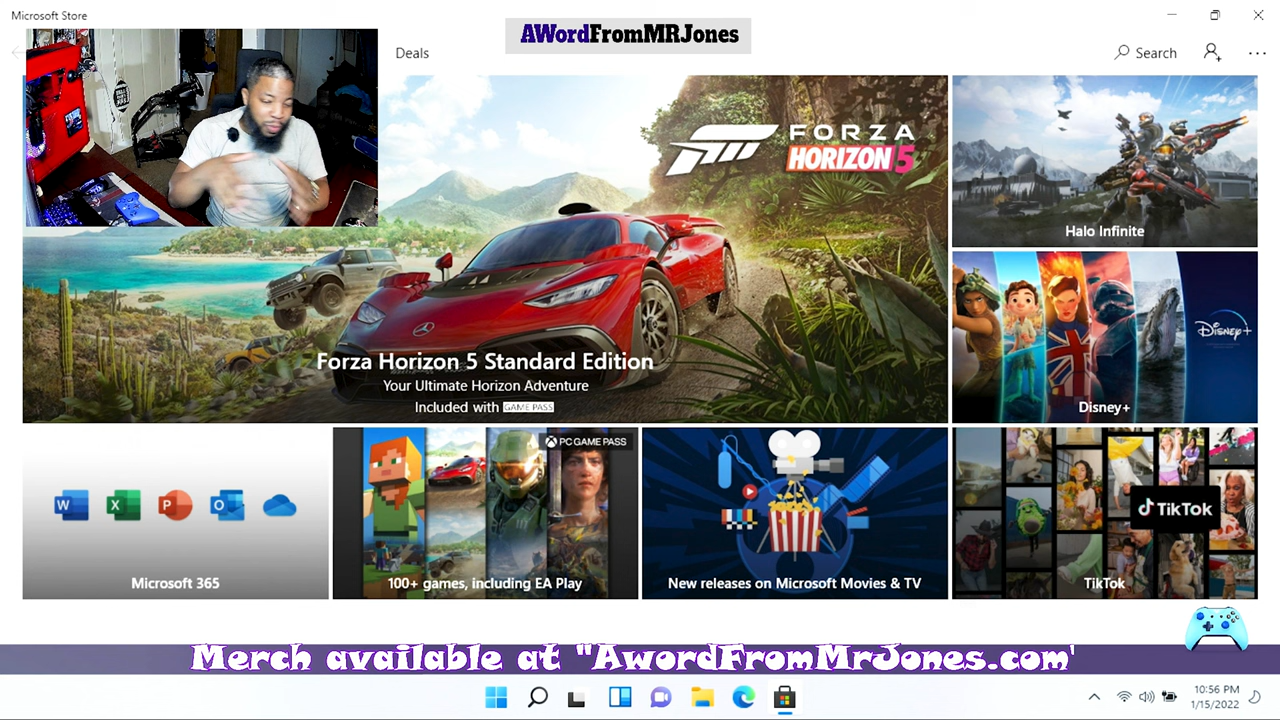 Microsoft Store
AWordFromMRJones
Deals
Search
FORZA
HORIZON 5
Forza Horizon 5 Standard Edition
Your Ultimate Horizon Adventure
Included with GAME PASS
Halo Infinite
Disney+
Disney+
W X P O
Microsoft 365
PC GAME PASS
100+ games, including EA Play
New releases on Microsoft Movies & TV
TikTok
TikTok
Merch available at "AwordFromMrJones.com'
10:56 PM
1/15/2022